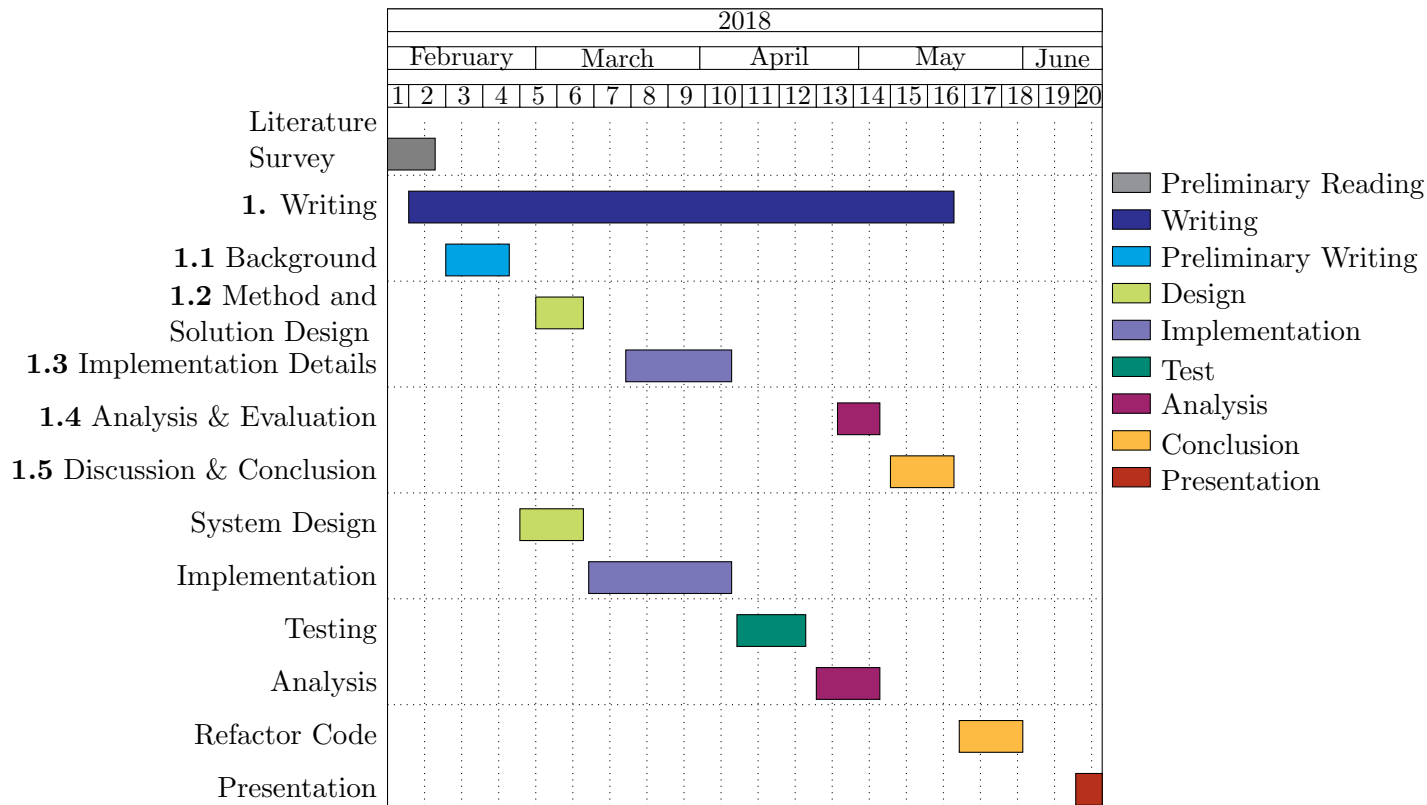 2018
February March April May June
1 2 3 4 5 6 7 8 9 10 11 12 13 14 15 16 17 18 19 20
Literature
Survey
1. Writing
1.1 Background
1.2 Method and
Solution Design
1.3 Implementation Details
1.4 Analysis & Evaluation
1.5 Discussion & Conclusion
System Design
Implementation
Testing
Analysis
Refactor Code
Presentation
Preliminary Reading
Writing
Preliminary Writing
Design
Implementation
Test
Analysis
Conclusion
Presentation